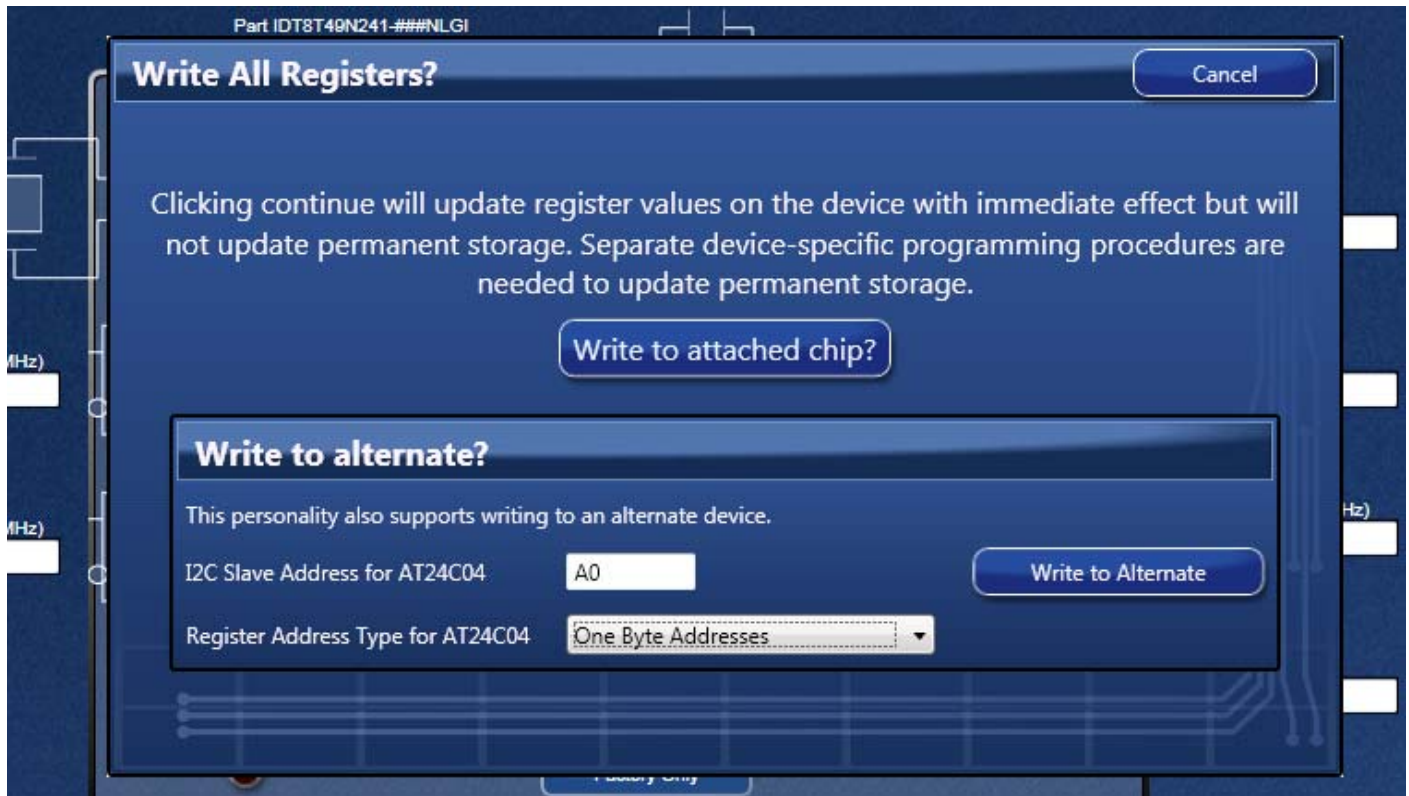 Part IDT8T49N241-###NLGI
Write All Registers?
Cancel
Clicking continue will update register values on the device with immediate effect but will
not update permanent storage. Separate device-specific programming procedures are
needed to update permanent storage.
Write to attached chip?
Write to alternate?
This personality also supports writing to an alternate device.
I2C Slave Address for AT24C04
A0
Write to Alternate
Register Address Type for AT24C04
One Byte Addresses
Factory Only